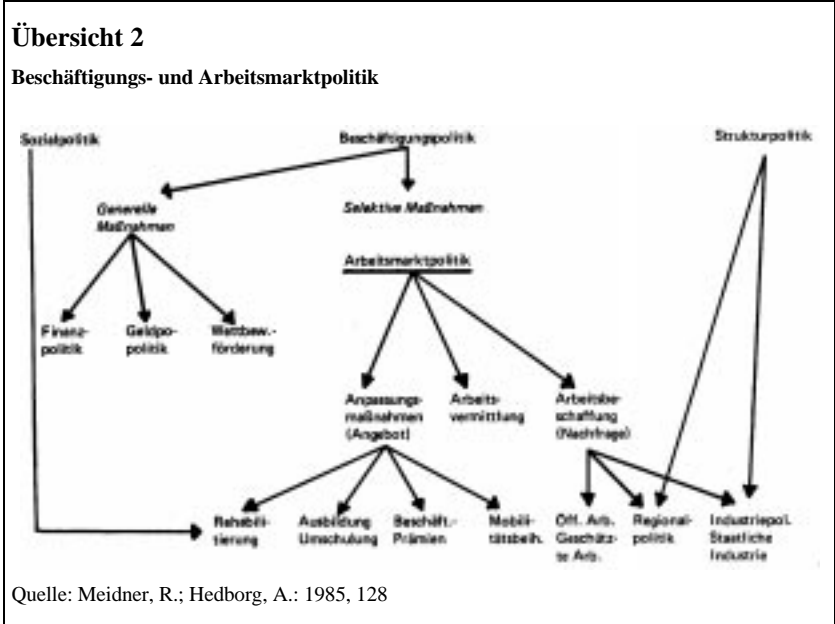 Übersicht 2
Beschäftigungs- und Arbeitsmarktpolitik
Sozialpolitik
Beschäftigungspolitik
Strukturpolitik
Generelle
Maßnahmen
Selektive Maßnahmen
Arbeitsmarktpolitik
Finanz-
politik
Geldpo-
politik
Wettbew.-
förderung
Anpassungs-
maßnahmen
(Angebot)
Arbeits-
vermittlung
Arbeitsbe-
schaffung
(Nachfrage)
Rehabili-
tierung
Ausbildung
Umschulung
Beschäft.-
Prämien
Mobili-
tätsbeih.
Öff. Arb.
Geschütz-
te Arb.
Regional-
politik
Industriepol.
Staatliche
Industrie
Quelle: Meidner, R.; Hedborg, A.: 1985, 128